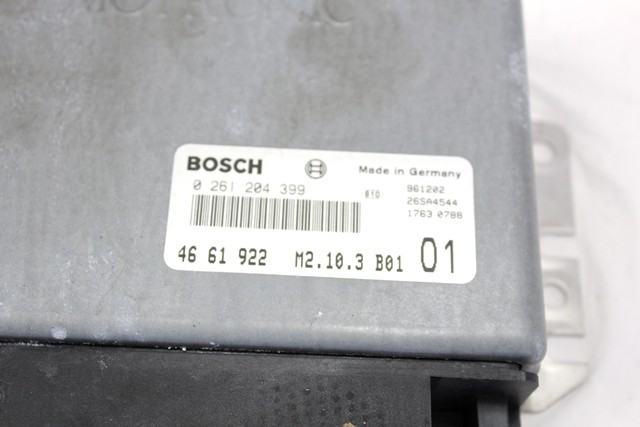 MOTRONIC
BOSCH Made in Germany
0 261 204 399 961202
26SA4544
1763 0788
46 61 922 M2.10.3 B01 01